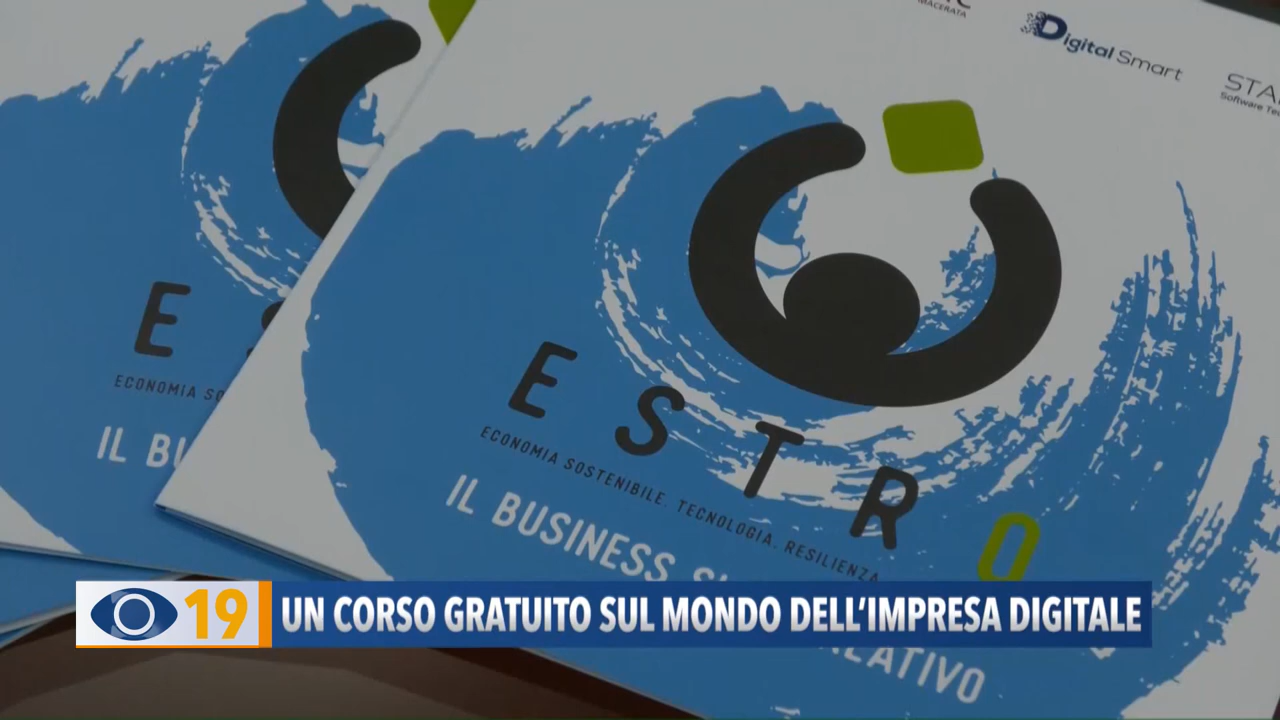 MACERATA
Digital Smart
ESTRO
ECONOMIA SOSTENIBILE. TECNOLOGIA. RESILIENZA
IL BUSINESS
E
ECONOMIA
IL
19
UN CORSO GRATUITO SUL MONDO DELL'IMPRESA DIGITALE